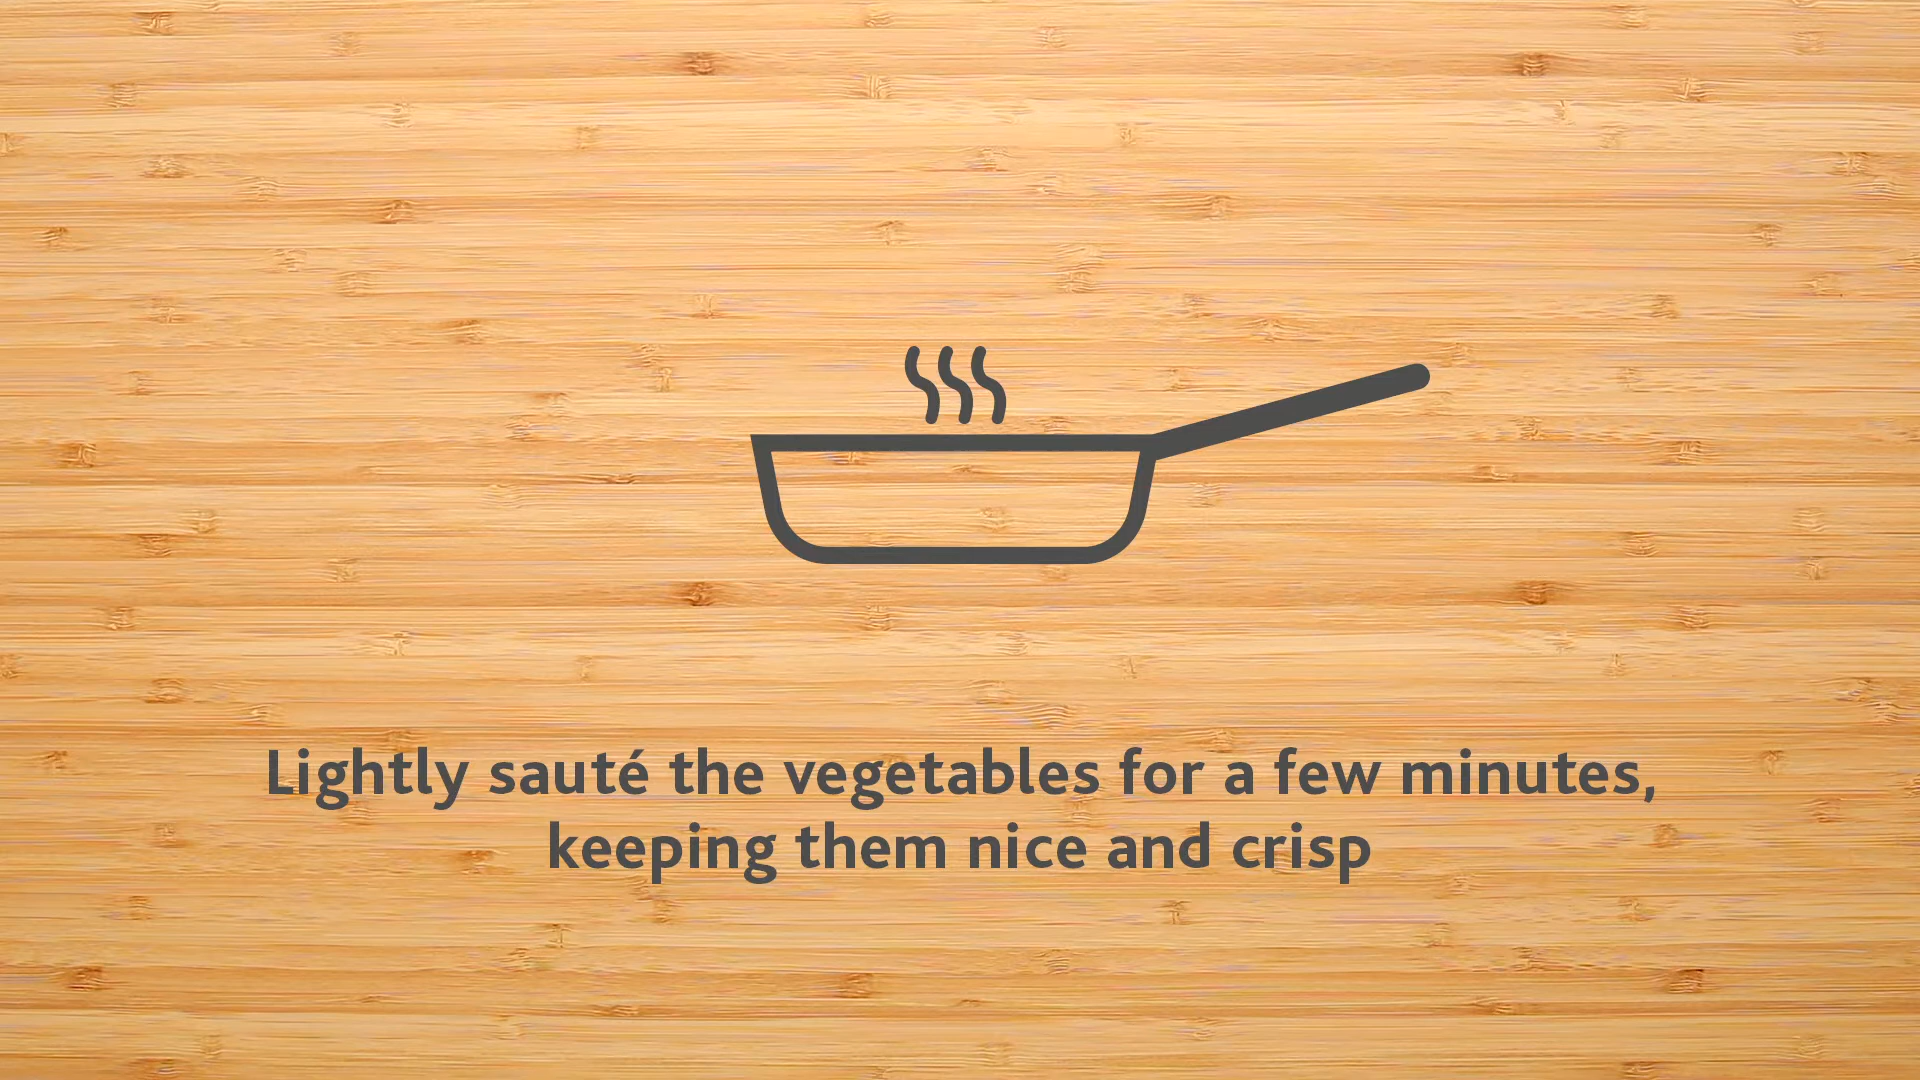 Lightly sauté the vegetables for a few minutes,
keeping them nice and crisp